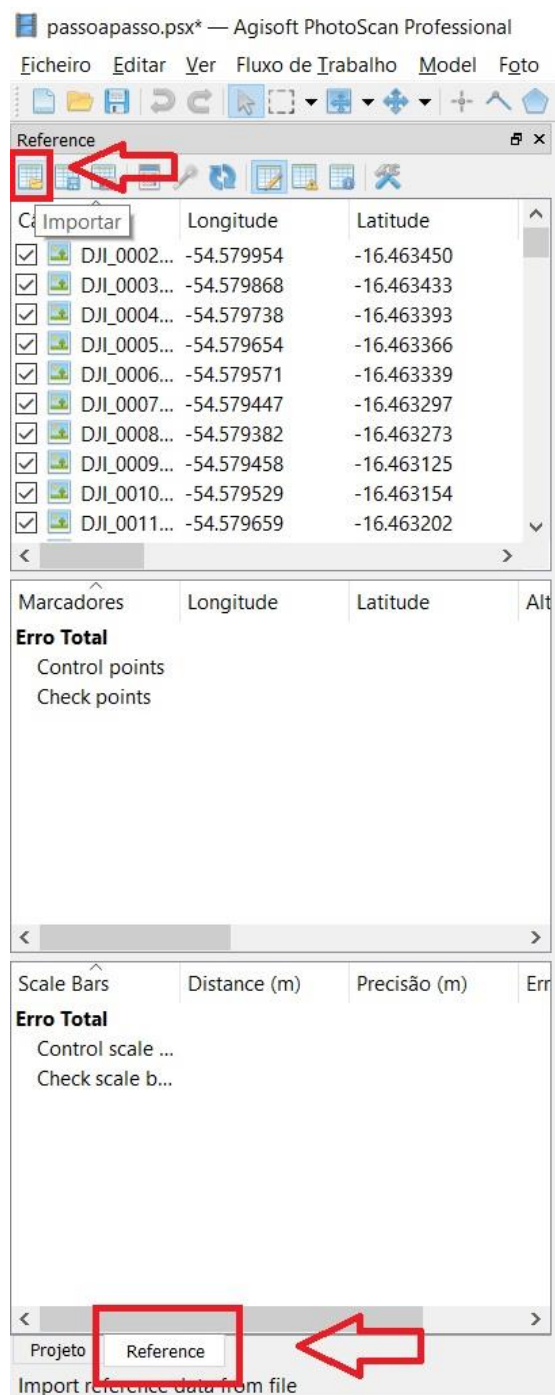 passoapasso.psx* — Agisoft PhotoScan Professional
Ficheiro Editar Ver Fluxo de Trabalho Model Foto
Reference
Importar Longitude Latitude
DJI_0002... -54.579954 -16.463450
DJI_0003... -54.579868 -16.463433
DJI_0004... -54.579738 -16.463393
DJI_0005... -54.579654 -16.463366
DJI_0006... -54.579571 -16.463339
DJI_0007... -54.579447 -16.463297
DJI_0008... -54.579382 -16.463273
DJI_0009... -54.579458 -16.463125
DJI_0010... -54.579529 -16.463154
DJI_0011... -54.579659 -16.463202
Marcadores Longitude Latitude Alt
Erro Total
Control points
Check points
Scale Bars Distance (m) Precisão (m) Err
Erro Total
Control scale ...
Check scale b...
Projeto Reference
Import reference data from file